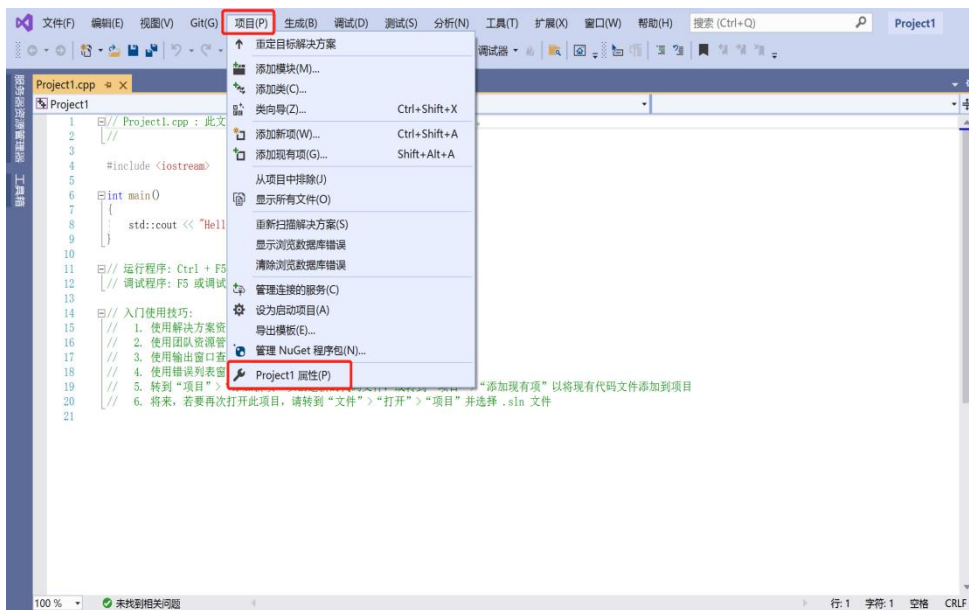 文件(F) 编辑(E) 视图(V) Git(G) 项目(P) 生成(B) 调试(D) 测试(S) 分析(N) 工具(T) 扩展(X) 窗口(W) 帮助(H) 搜索 (Ctrl+Q) Project1
调试器
服务器资源管理器
工具箱
Project1.cpp
Project1
重定目标解决方案
添加模块(M)...
添加类(C)...
类向导(Z)... Ctrl+Shift+X
添加新项(W)... Ctrl+Shift+A
添加现有项(G)... Shift+Alt+A
从项目中排除(J)
显示所有文件(O)
重新扫描解决方案(S)
显示浏览数据库错误
清除浏览数据库错误
管理连接的服务(C)
设为启动项目(A)
导出模板(E)...
管理 NuGet 程序包(N)...
Project1 属性(P)
1 // Project1.cpp : 此文
2 //
3
4 #include <iostream>
5
6 int main()
7 {
8 std::cout << "Hell
9 }
10
11 // 运行程序: Ctrl + F5
12 // 调试程序: F5 或调试
13
14 // 入门使用技巧:
15 // 1. 使用解决方案资
16 // 2. 使用团队资源管
17 // 3. 使用输出窗口查
18 // 4. 使用错误列表窗
19 // 5. 转到“项目”> “添加现有项”以将现有代码文件添加到项目
20 // 6. 将来，若要再次打开此项目，请转到“文件”>“打开”>“项目”并选择 .sln 文件
21
100 % 未找到相关问题 行: 1 字符: 1 空格 CRLF